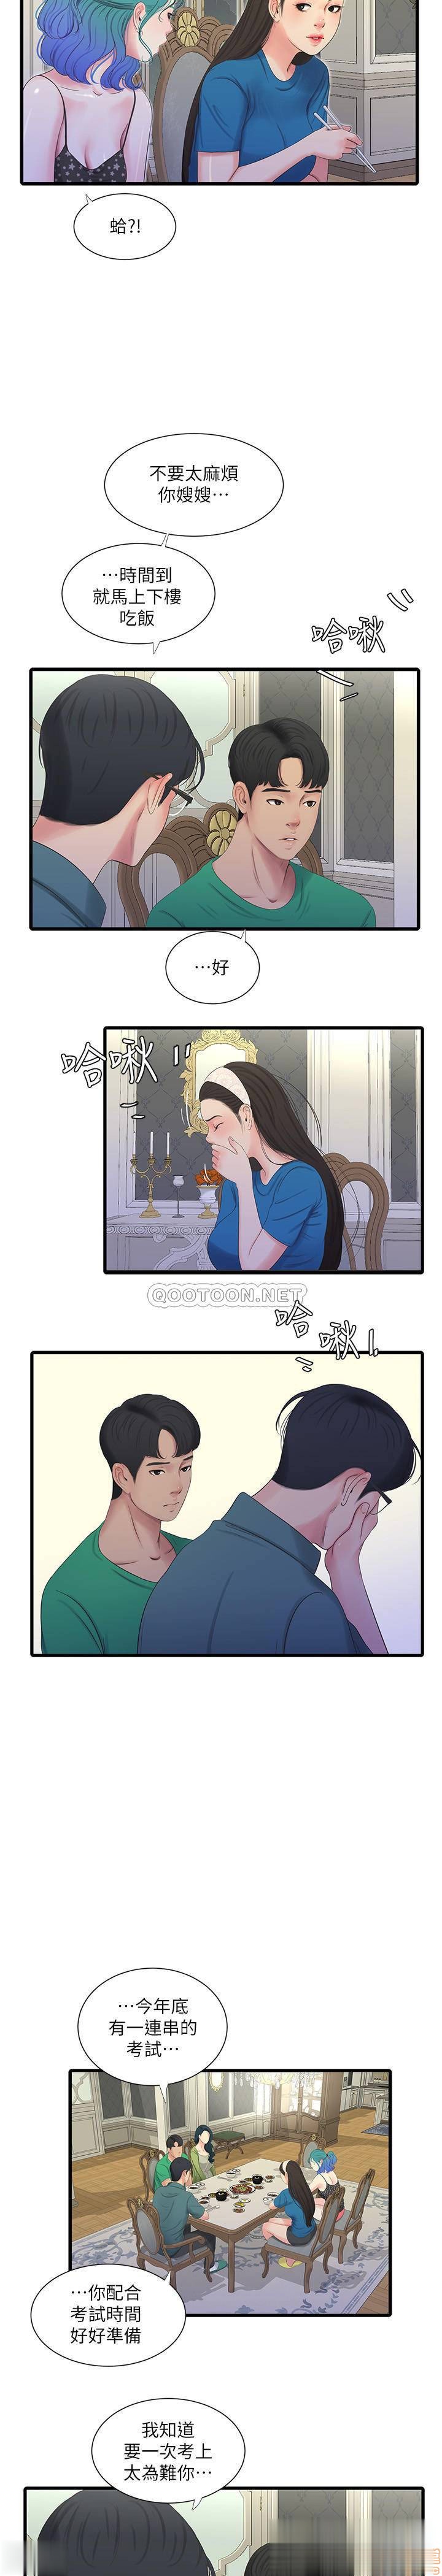 蛤?!
不要太麻煩
你嫂嫂…
…時間到
就馬上下樓
吃飯
哈啾
…好
哈啾
QOOTOON.NET
哈啾
…今年底
有一連串的
考試…
…你配合
考試時間
好好準備
我知道
要一次考上
太為難你…